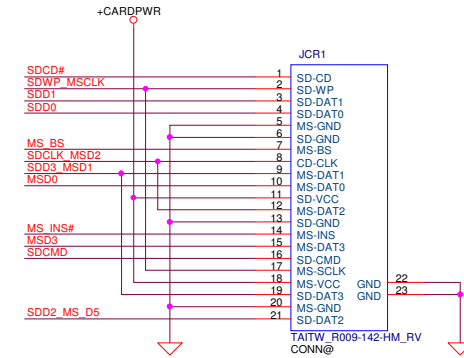 +CARDPWR
JCR1
SDCD# 1 SD-CD
SDWP_MSCLK 2 SD-WP
SDD1 3 SD-DAT1
SDD0 4 SD-DAT0
5 MS-GND
6 SD-GND
MS_BS 7 MS-BS
SDCLK_MSD2 8 CD-CLK
SDD3_MSD1 9 MS-DAT1
MSD0 10 MS-DAT0
11 SD-VCC
12 MS-DAT2
13 SD-GND
MS_INS# 14 MS-INS
MSD3 15 MS-DAT3
SDCMD 16 SD-CMD
17 MS-SCLK
18 MS-VCC GND 22
19 SD-DAT3 GND 23
20 MS-GND
SDD2_MS_D5 21 SD-DAT2
TAITW_R009-142-HM_RV
CONN@